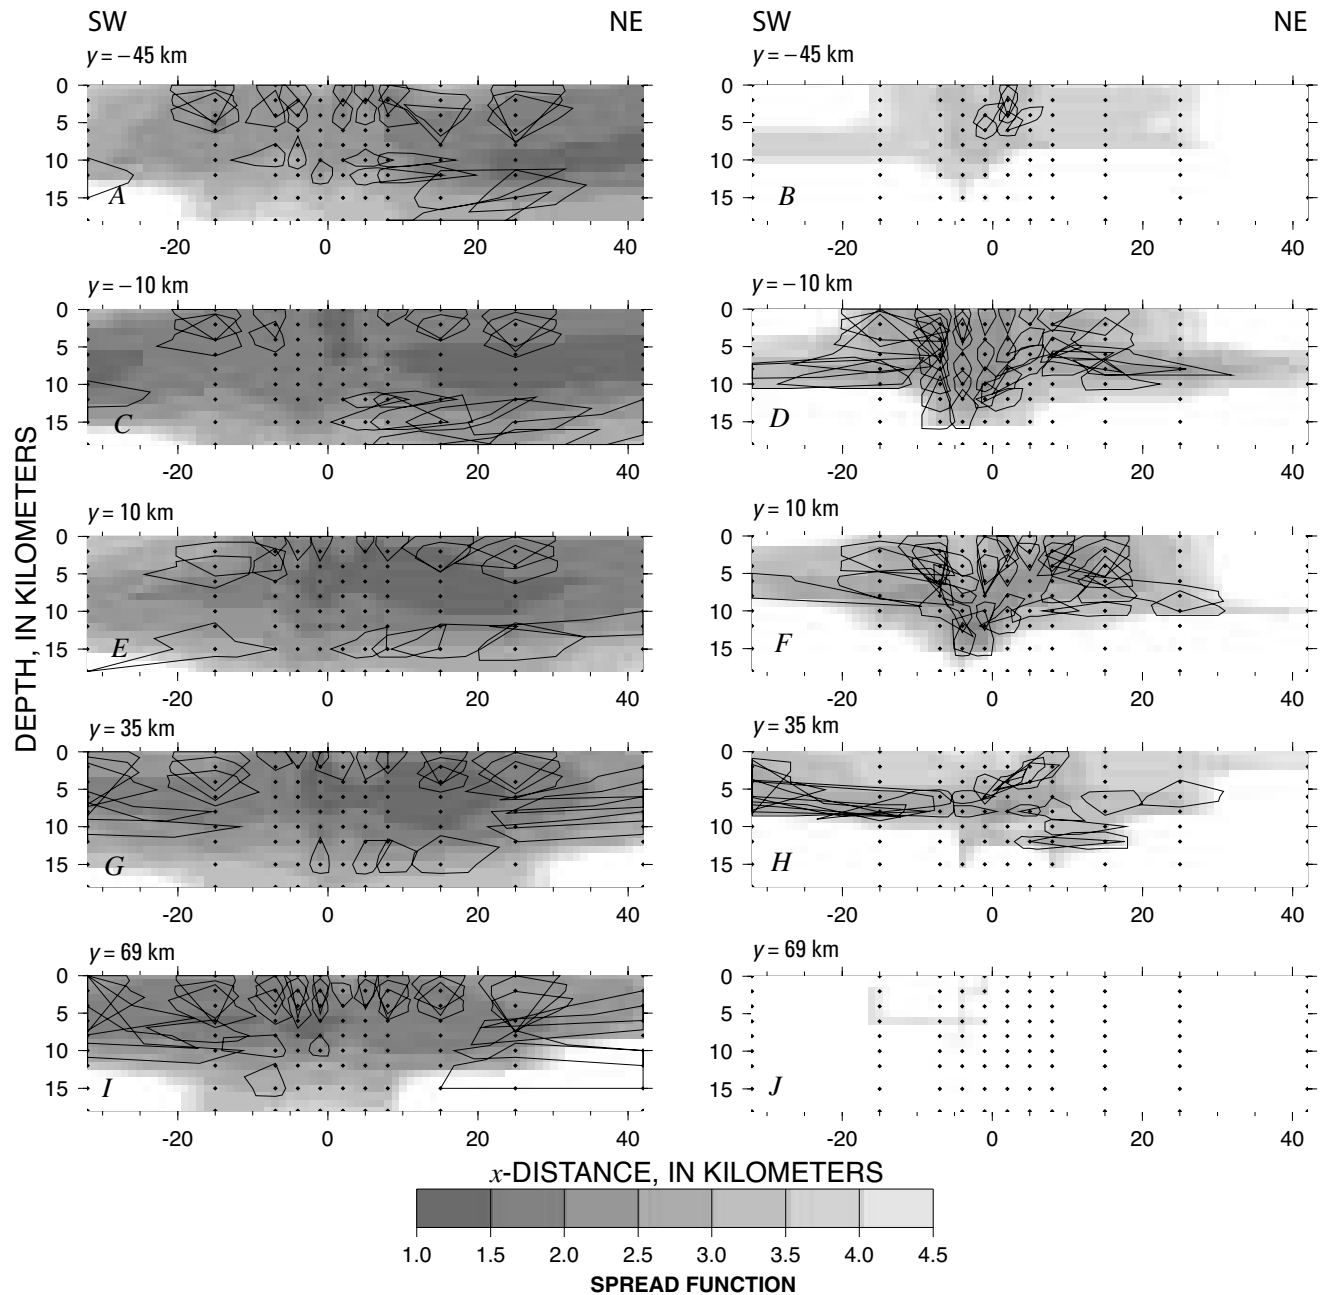 SW NE SW NE
y = −45 km y = −45 km
0 5 10 15 A -20 0 20 40
0 5 10 15 B -20 0 20 40
y = −10 km y = −10 km
0 5 10 15 C -20 0 20 40
0 5 10 15 D -20 0 20 40
y = 10 km y = 10 km
0 5 10 15 E -20 0 20 40
0 5 10 15 F -20 0 20 40
y = 35 km y = 35 km
0 5 10 15 G -20 0 20 40
0 5 10 15 H -20 0 20 40
y = 69 km y = 69 km
0 5 10 15 I -20 0 20 40
0 5 10 15 J -20 0 20 40
DEPTH, IN KILOMETERS
x-DISTANCE, IN KILOMETERS
1.0 1.5 2.0 2.5 3.0 3.5 4.0 4.5
SPREAD FUNCTION